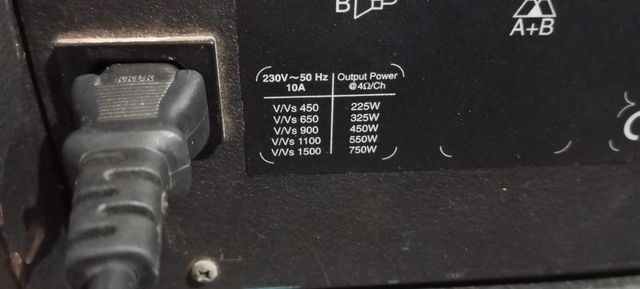 B
A+B
230V~50 Hz Output Power
10A @4Ω/Ch
V/Vs 450 225W
V/Vs 650 325W
V/Vs 900 450W
V/Vs 1100 550W
V/Vs 1500 750W